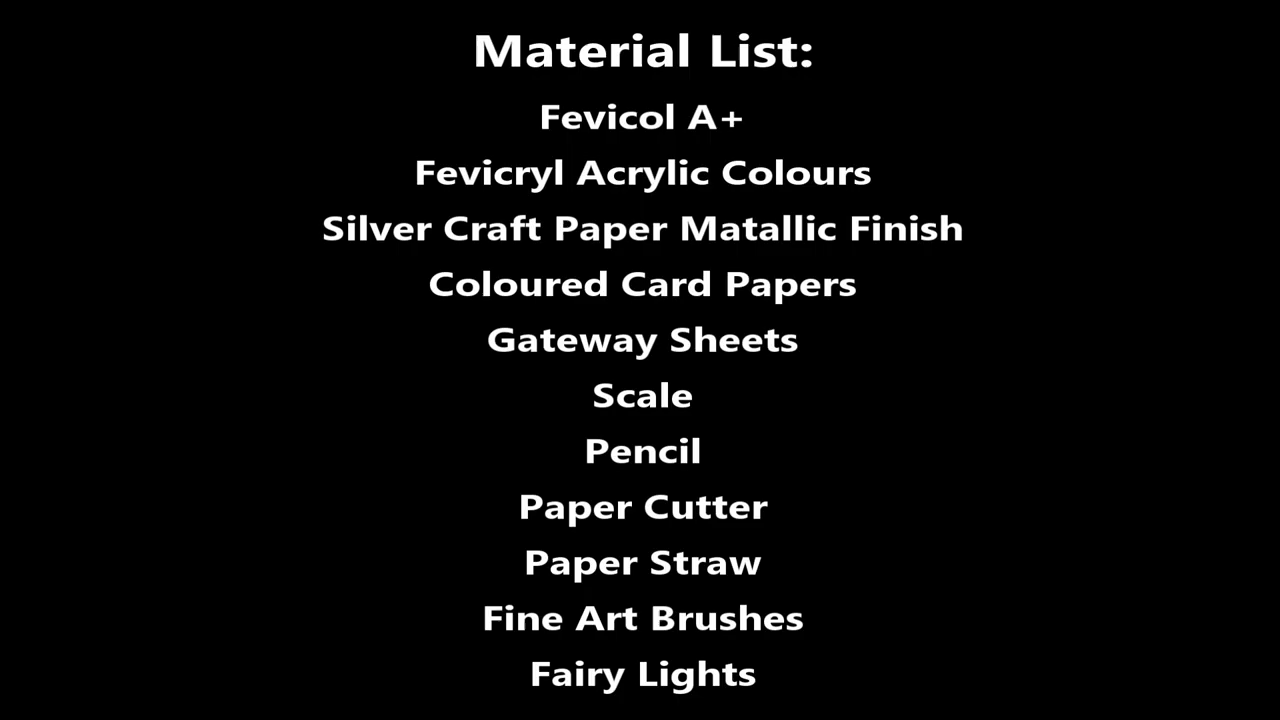 Material List:
Fevicol A+
Fevicryl Acrylic Colours
Silver Craft Paper Matallic Finish
Coloured Card Papers
Gateway Sheets
Scale
Pencil
Paper Cutter
Paper Straw
Fine Art Brushes
Fairy Lights